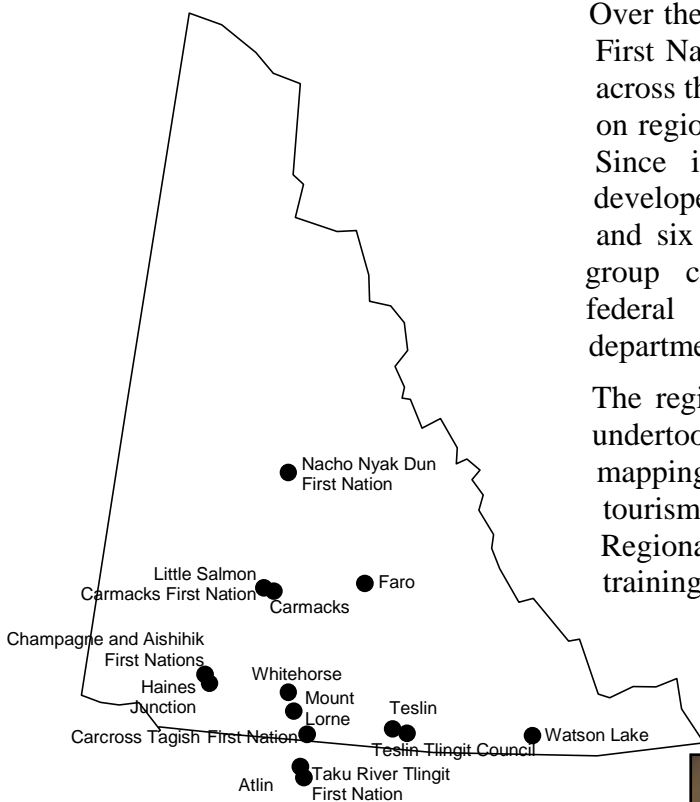 Over the
First Na
across th
on regio
Since i
develope
and six
group c
federal
departme
The regi
undertoo
mapping
tourism
Regiona
training
Nacho Nyak Dun
First Nation
Little Salmon
Carmacks First Nation
Carmacks
Faro
Champagne and Aishihik
First Nations
Haines
Junction
Whitehorse
Mount
Lorne
Carcross Tagish First Nation
Teslin
Teslin Tlingit Council
Watson Lake
Atlin
Taku River Tlingit
First Nation